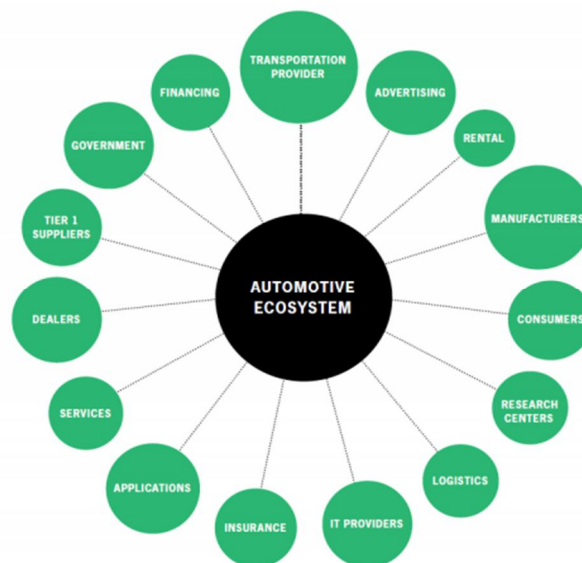 TRANSPORTATION
PROVIDER
ADVERTISING
RENTAL
MANUFACTURERS
CONSUMERS
RESEARCH
CENTERS
LOGISTICS
IT PROVIDERS
INSURANCE
APPLICATIONS
SERVICES
DEALERS
TIER 1
SUPPLIERS
GOVERNMENT
FINANCING
AUTOMOTIVE
ECOSYSTEM